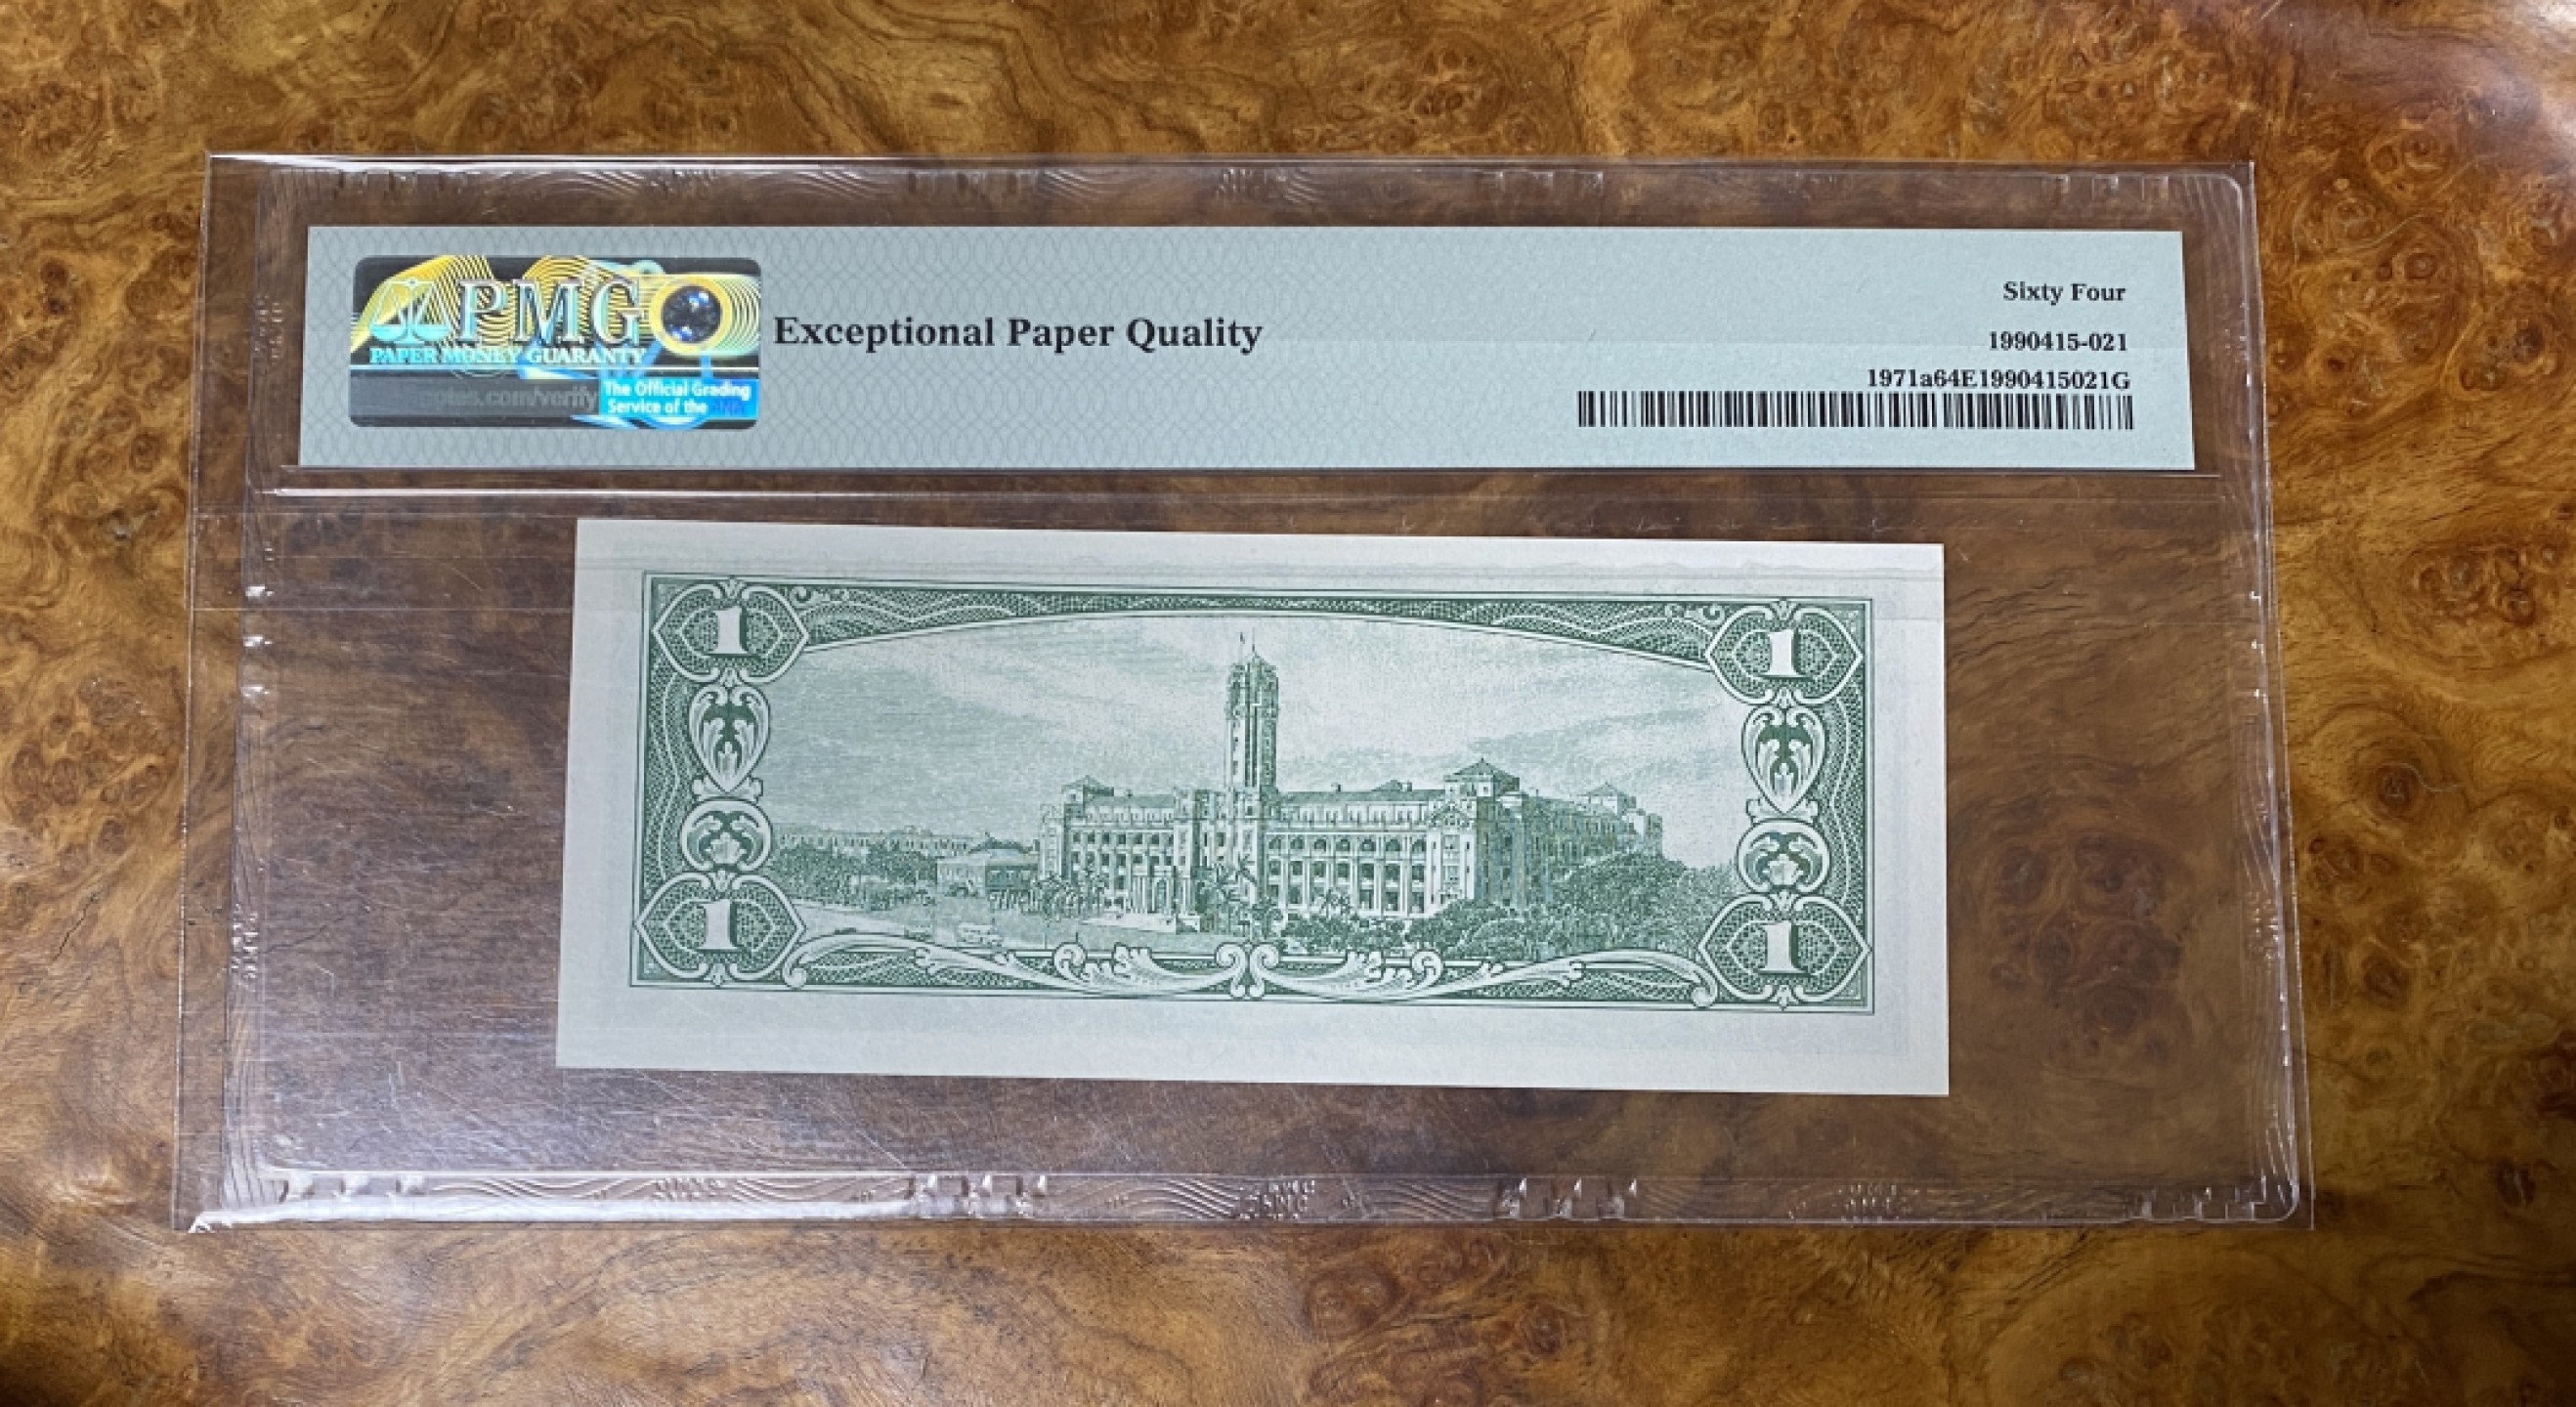 PMG
PAPER MONEY GUARANTY
The Official Grading
Service of the ANA
Exceptional Paper Quality
Sixty Four
1990415-021
1971a64E1990415021G
1
1
1
1